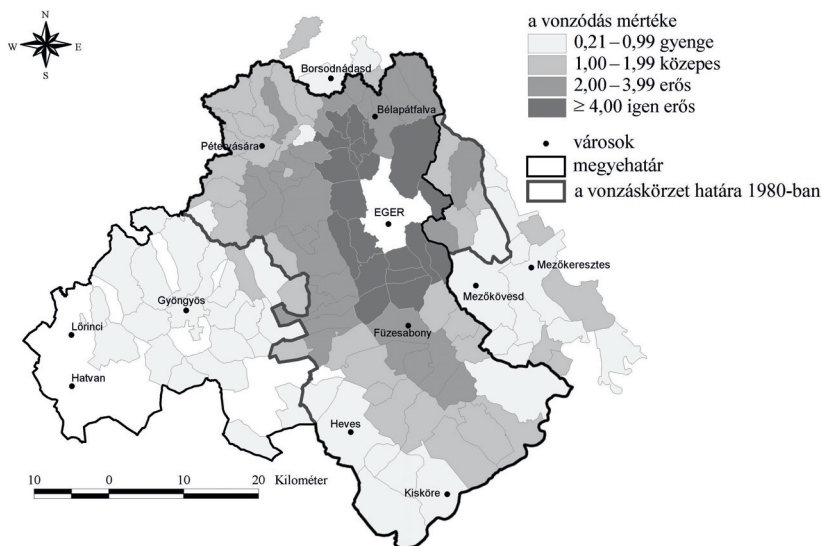 N
W E
S
a vonzódás mértéke
0,21 – 0,99 gyenge
1,00 – 1,99 közepes
2,00 – 3,99 erős
≥ 4,00 igen erős
városok
megyehatár
a vonzáskörzet határa 1980-ban
Borsodnádasd
Bélapátfalva
Pétervására
EGER
Mezőkeresztes
Mezőkövesd
Gyöngyös
Lőrinci
Füzesabony
Hatvan
Heves
Kisköre
10 0 10 20 Kilométer